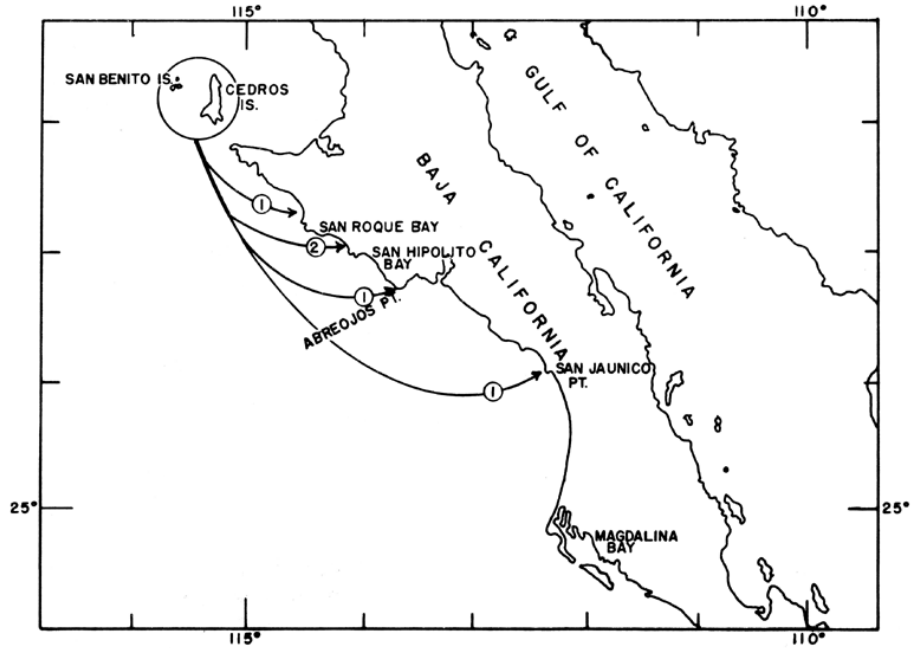 115°
110°
SAN BENITO IS.
CEDROS
IS.
GULF OF CALIFORNIA
BAJA
CALIFORNIA
1
SAN ROQUE BAY
2
SAN HIPOLITO
BAY
1
ABREOJOS PT.
SAN JAUNICO
PT.
1
25°
25°
MAGDALINA
BAY
115°
110°